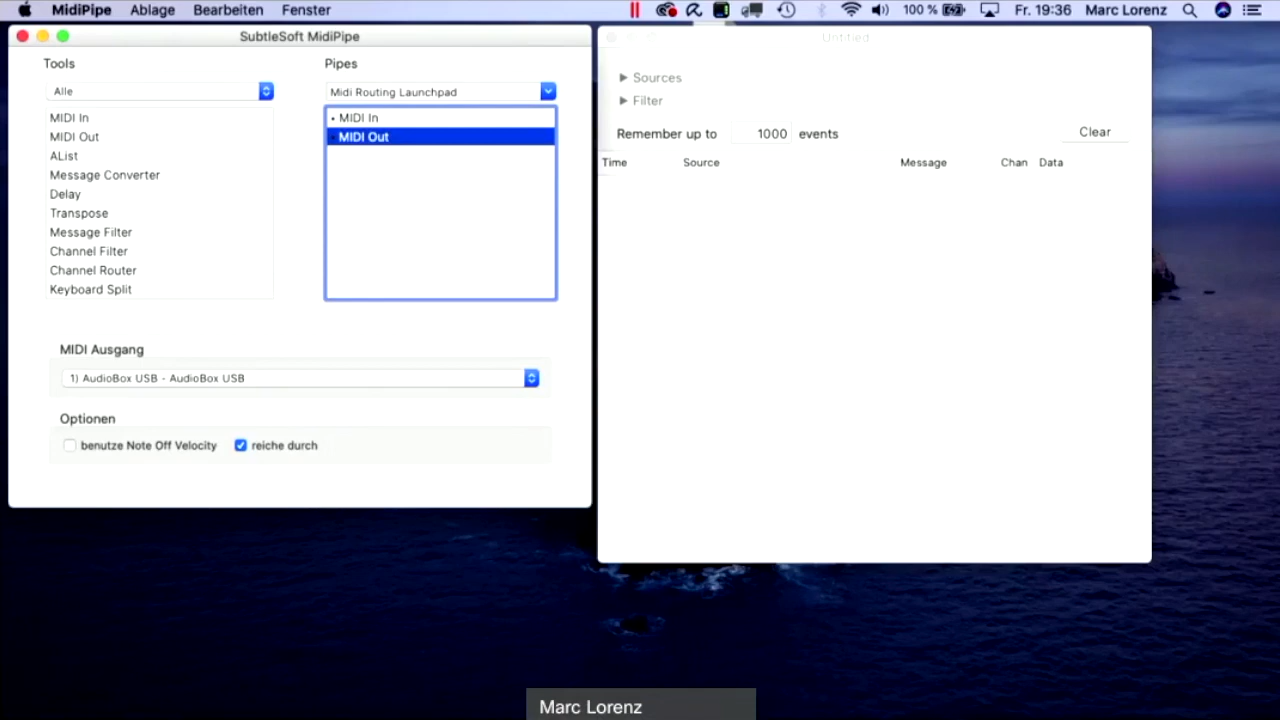 MidiPipe Ablage Bearbeiten Fenster 100 % Fr. 19:36 Marc Lorenz
SubtleSoft MidiPipe
Tools
Alle
MIDI In
MIDI Out
AList
Message Converter
Delay
Transpose
Message Filter
Channel Filter
Channel Router
Keyboard Split
Pipes
Midi Routing Launchpad
• MIDI In
• MIDI Out
MIDI Ausgang
1) AudioBox USB - AudioBox USB
Optionen
benutze Note Off Velocity reiche durch
Untitled
Sources
Filter
Remember up to 1000 events Clear
Time Source Message Chan Data
Marc Lorenz